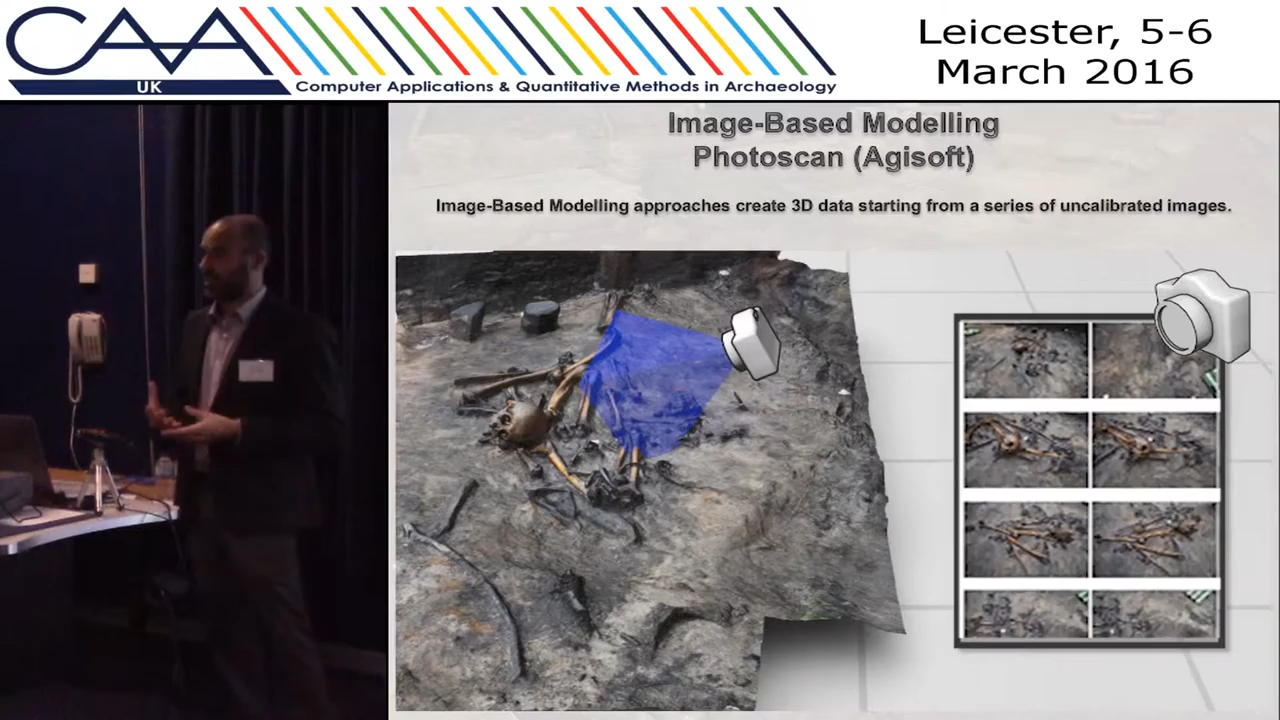 CAA
UK
Computer Applications & Quantitative Methods in Archaeology
Leicester, 5-6
March 2016
Image-Based Modelling
Photoscan (Agisoft)
Image-Based Modelling approaches create 3D data starting from a series of uncalibrated images.